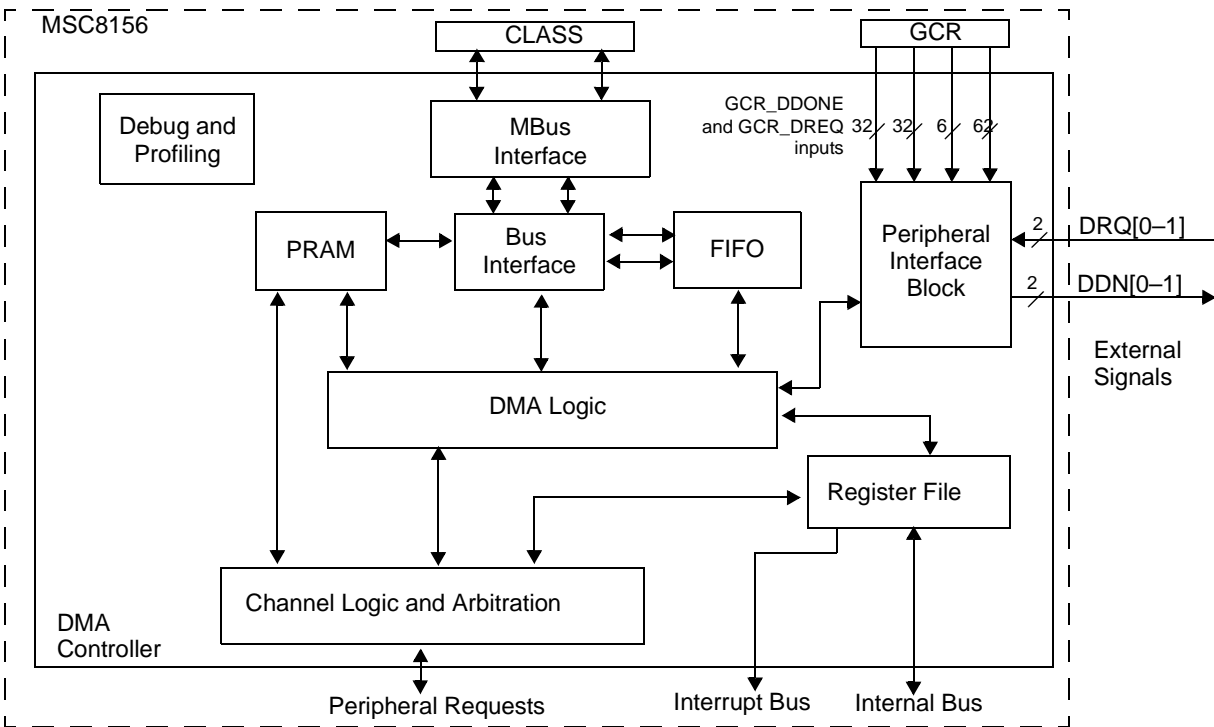 MSC8156
CLASS
GCR
Debug and
Profiling
MBus
Interface
GCR_DDONE
and GCR_DREQ
inputs
32
32
6
62
PRAM
Bus
Interface
FIFO
Peripheral
Interface
Block
2
DRQ[0–1]
2
DDN[0–1]
External
Signals
DMA Logic
Register File
Channel Logic and Arbitration
DMA
Controller
Peripheral Requests
Interrupt Bus
Internal Bus